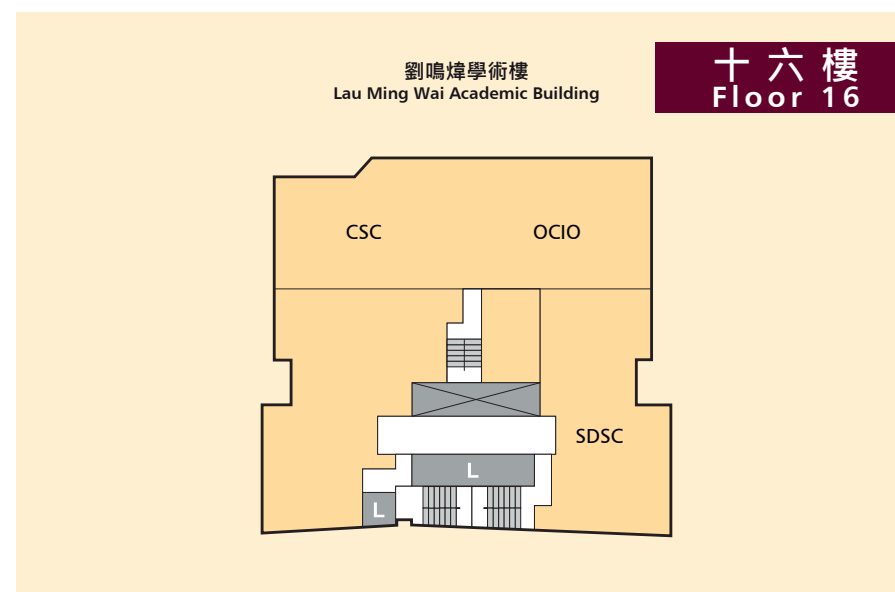 劉鳴煒學術樓
Lau Ming Wai Academic Building
十六樓
Floor 16
CSC
OCIO
SDSC
L
L